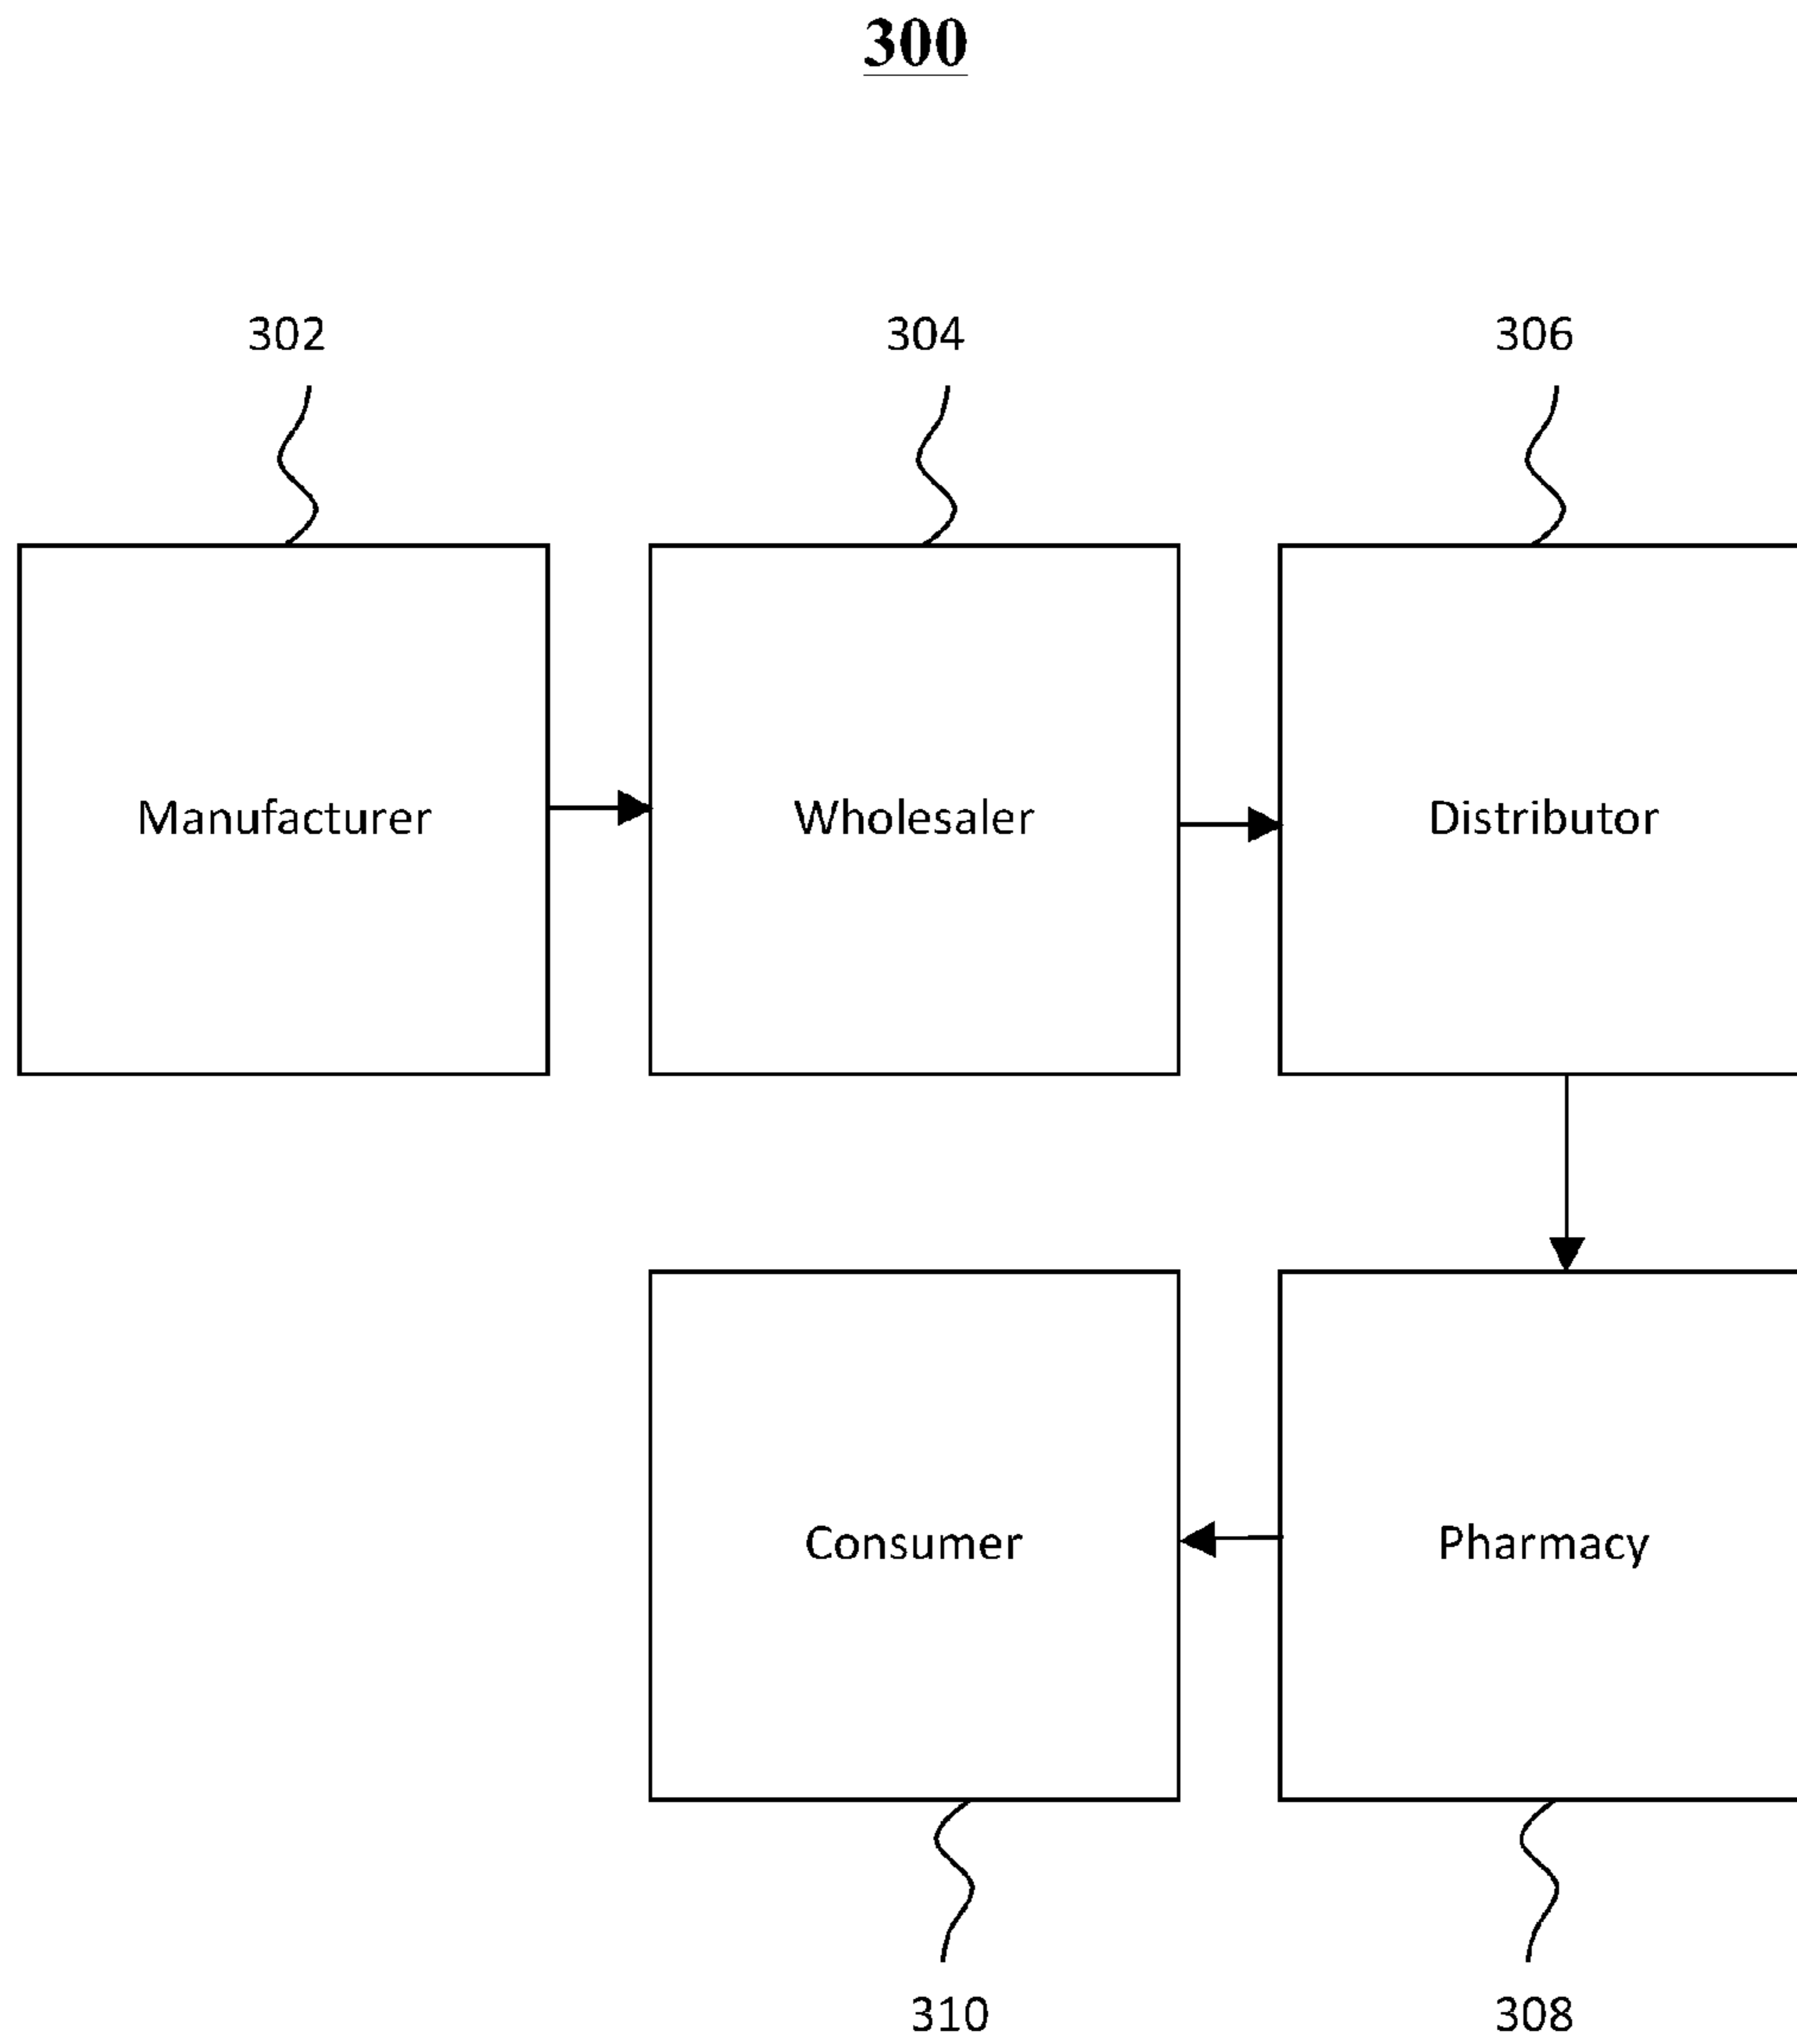 300
302 304 306
Manufacturer Wholesaler Distributor
Consumer Pharmacy
310 308